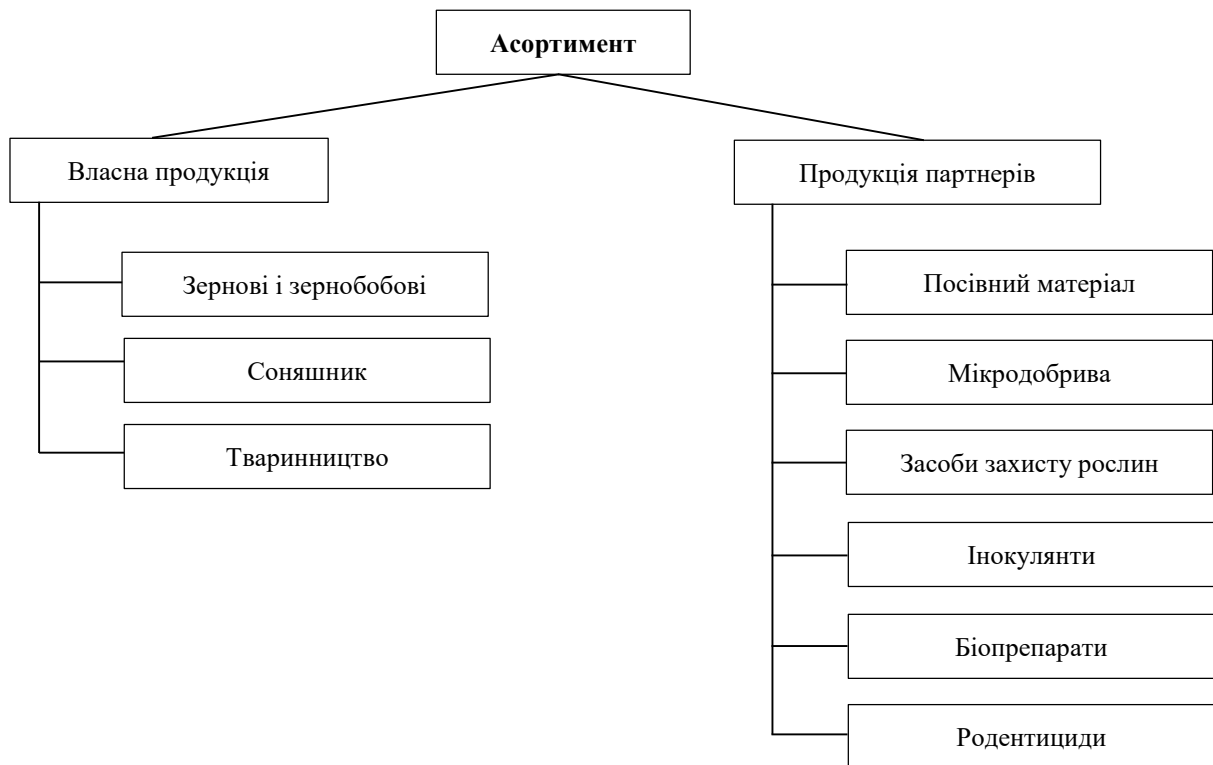 Асортимент
Власна продукція
Зернові і зернобобові
Соняшник
Тваринництво
Продукція партнерів
Посівний матеріал
Мікродобрива
Засоби захисту рослин
Інокулянти
Біопрепарати
Родентициди